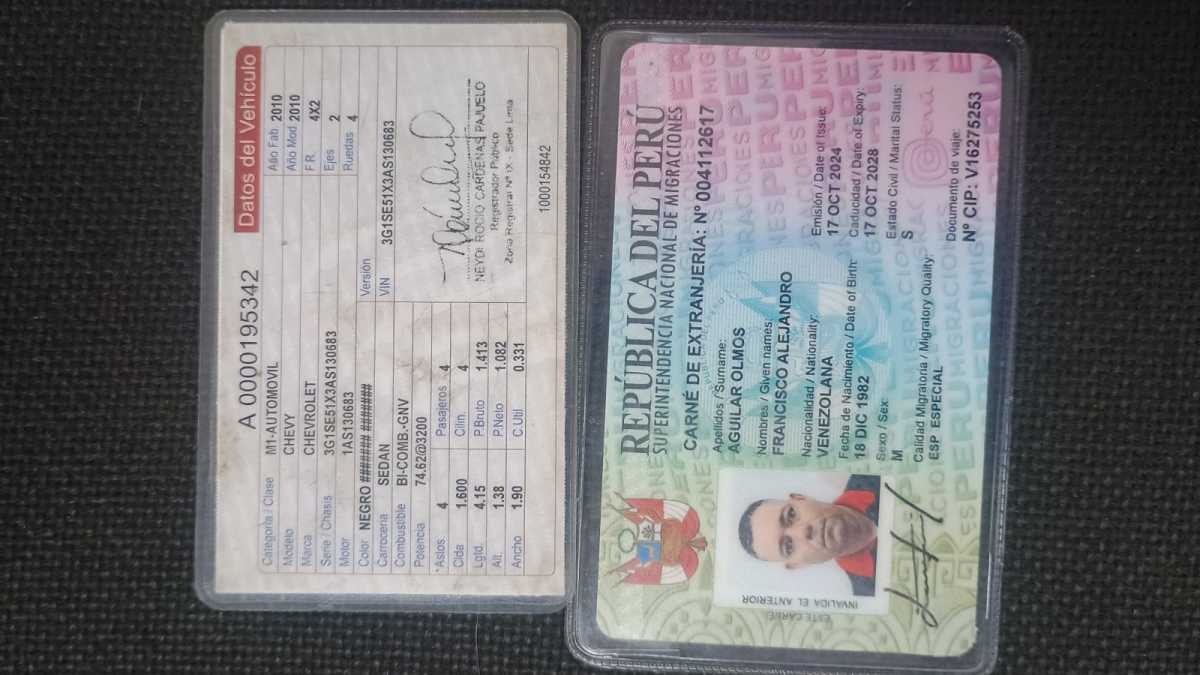 A 0000195342
Datos del Vehículo
Categoría / Clase M1-AUTOMOVIL
Año Fab 2010
Modelo CHEVY
Año Mod 2010
Marca CHEVROLET
FR 4X2
Serie / Chasis 3G1SE51X3AS130683
Ejes 2
Motor 1AS130683
Ruedas 4
Color NEGRO ####### #######
Versión
Carrocería SEDAN
VIN 3G1SE51X3AS130683
Combustible BI-COMB.-GNV
Potencia 74.62@3200
*Astos. 4 Pasajeros 4
Clda 1.600 Cilin. 4
Lgtd. 4.15 P.Bruto 1.413
Alt. 1.38 P.Neto 1.082
Ancho 1.90 C.Util 0.331
NEYDI ROCIO CARDENAS PAJUELO
Registrador Público
Zona Registral N° IX - Sede Lima
1000154842
REPÚBLICA DEL PERÚ
SUPERINTENDENCIA NACIONAL DE MIGRACIONES
CARNÉ DE EXTRANJERÍA: N° 004112617
Apellidos / Surname:
AGUILAR OLMOS
Nombres / Given names:
FRANCISCO ALEJANDRO
Nacionalidad / Nationality:
VENEZOLANA
Emisión / Date of Issue:
17 OCT 2024
Fecha de Nacimiento / Date of Birth:
18 DIC 1982
Caducidad / Date of Expiry:
17 OCT 2028
Sexo / Sex:
M
Estado Civil / Marital Status:
S
Calidad Migratoria / Migratory Quality:
ESP ESPECIAL
Documento de viaje:
N° CIP: V16275253
ESTE CARNÉ
INVALIDA EL ANTERIOR